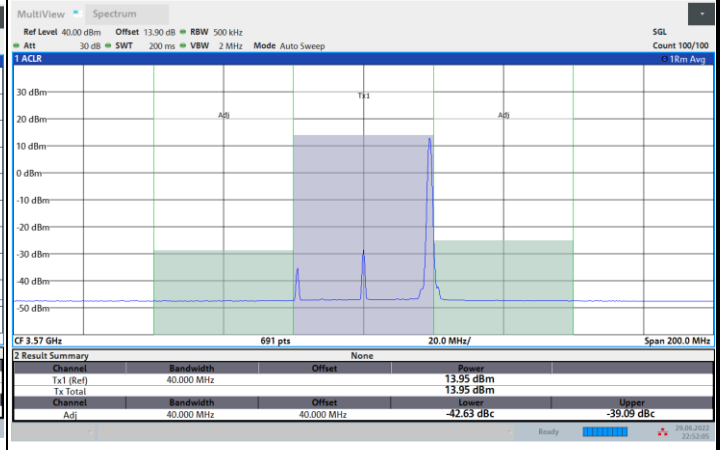 MultiView Spectrum
Ref Level 40.00 dBm Offset 13.90 dB RBW 500 kHz SGL
Att 30 dB SWT 200 ms VBW 2 MHz Mode Auto Sweep Count 100/100
1 ACLR 1Rm Avg
30 dBm
Tx1
20 dBm
Adj Adj
10 dBm
0 dBm
-10 dBm
-20 dBm
-30 dBm
-40 dBm
-50 dBm
CF 3.57 GHz 691 pts 20.0 MHz/ Span 200.0 MHz
2 Result Summary None
Channel Bandwidth Offset Power
Tx1 (Ref) 40.000 MHz 13.95 dBm
Tx Total 13.95 dBm
Channel Bandwidth Offset Lower Upper
Adj 40.000 MHz 40.000 MHz -42.63 dBc -39.09 dBc
Ready 29.06.2022
22:52:05